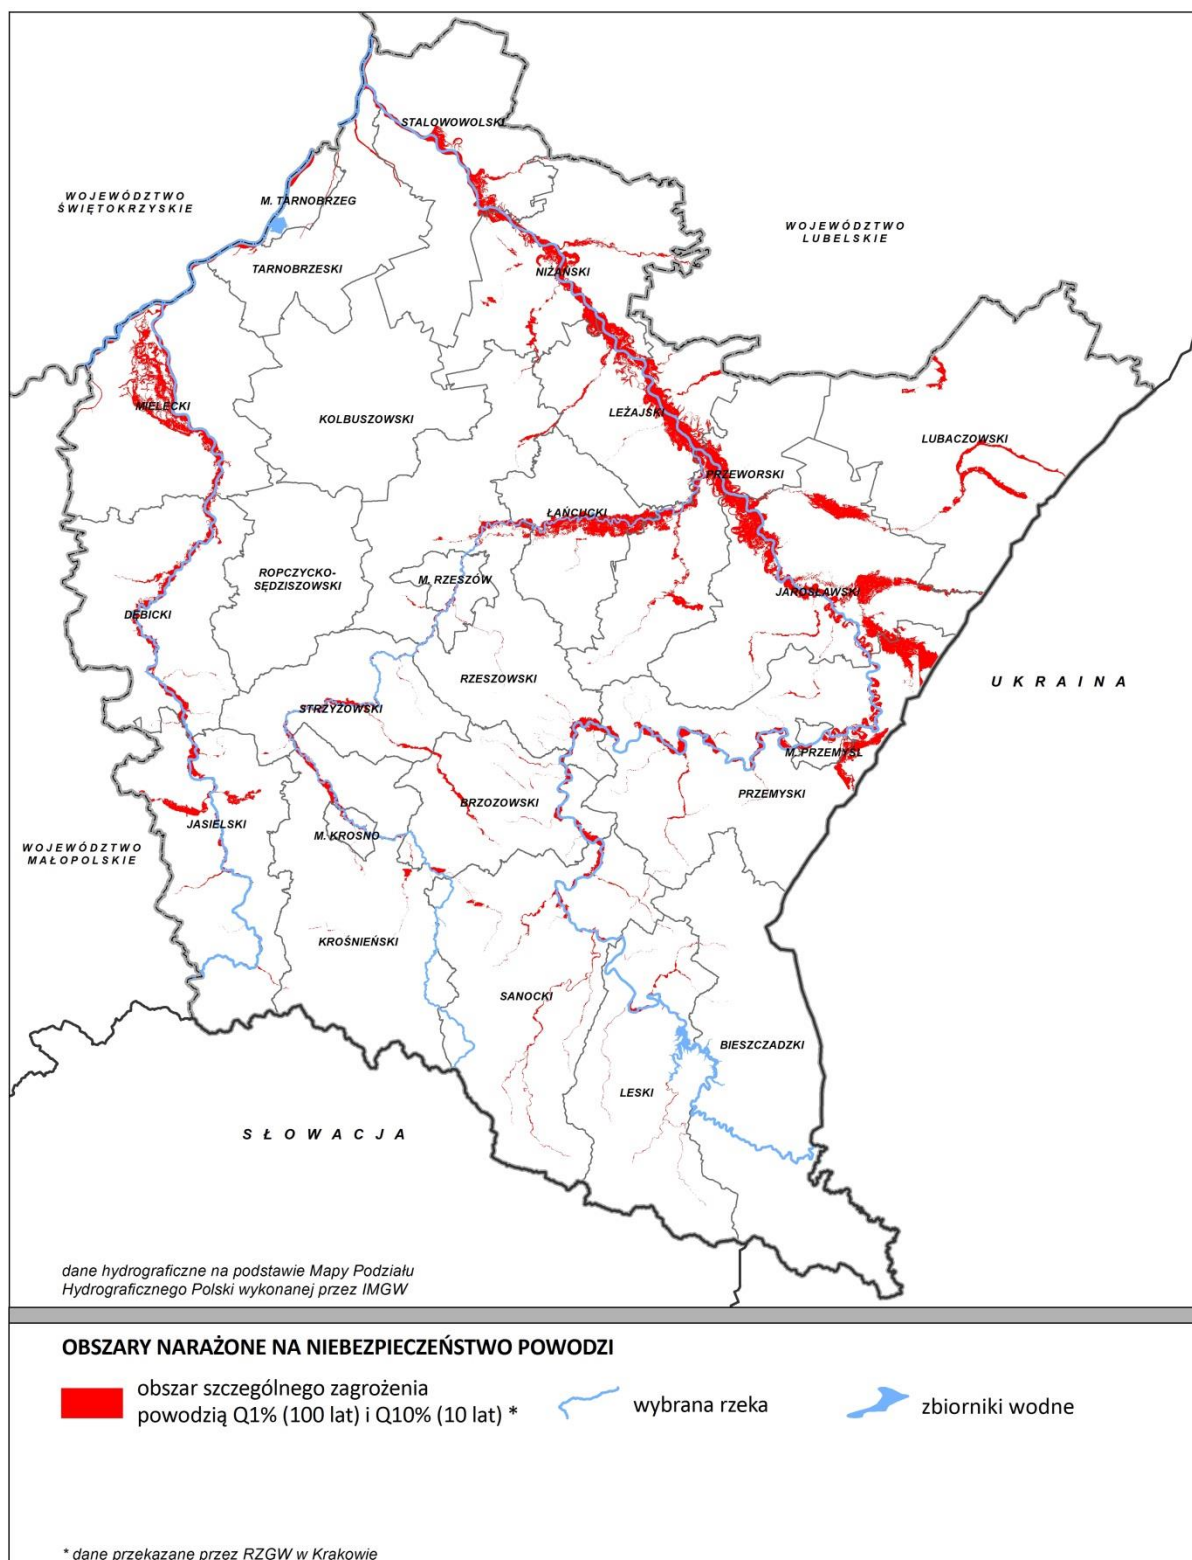 STALOWOWOLSKI
WOJEWÓDZTWO
ŚWIĘTOKRZYSKIE
M. TARNOBRZEG
WOJEWÓDZTWO
LUBELSKIE
TARNOBRZESKI
NIŻAŃSKI
MIELECKI
KOLBUSZOWSKI
LEŻAJSKI
LUBACZOWSKI
PRZEWORSKI
ŁAŃCUCKI
ROPCZYCKO-
SĘDZISZOWSKI
M. RZESZÓW
JAROSŁAWSKI
DĘBICKI
RZESZOWSKI
UKRAINA
STRZYŻOWSKI
M. PRZEMYŚL
PRZEMYSKI
BRZOZOWSKI
JASIELSKI
M. KROSNO
WOJEWÓDZTWO
MAŁOPOLSKIE
KROŚNIEŃSKI
SANOCKI
BIESZCZADZKI
LESKI
SŁOWACJA
dane hydrograficzne na podstawie Mapy Podziału
Hydrograficznego Polski wykonanej przez IMGW
OBSZARY NARAŻONE NA NIEBEZPIECZEŃSTWO POWODZI
obszar szczególnego zagrożenia
powodzią Q1% (100 lat) i Q10% (10 lat) *
wybrana rzeka
zbiorniki wodne
* dane przekazane przez RZGW w Krakowie